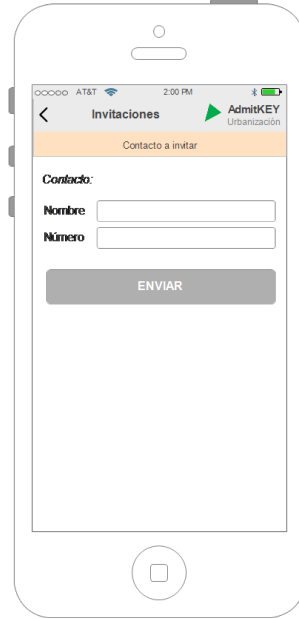 AT&T 2:00 PM
Invitaciones
AdmitKEY
Urbanización
Contacto a invitar
Contacto:
Nombre
Número
ENVIAR